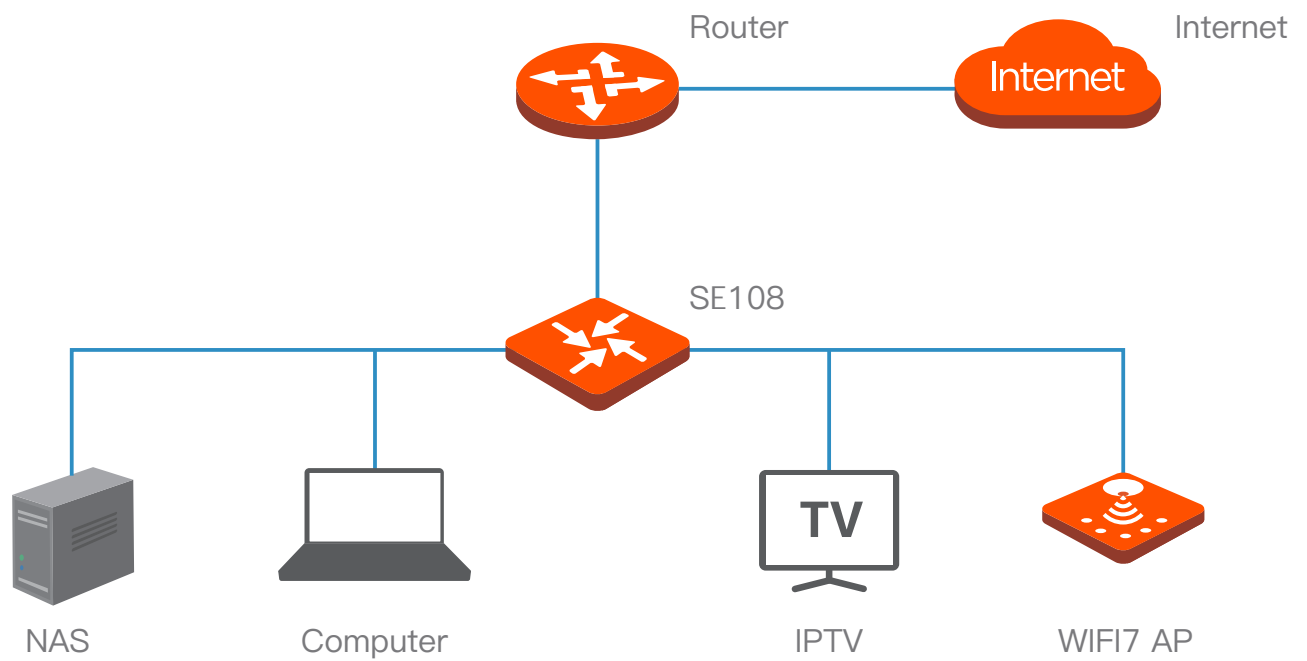 Router
Internet
Internet
SE108
TV
NAS
Computer
IPTV
WIFI7 AP